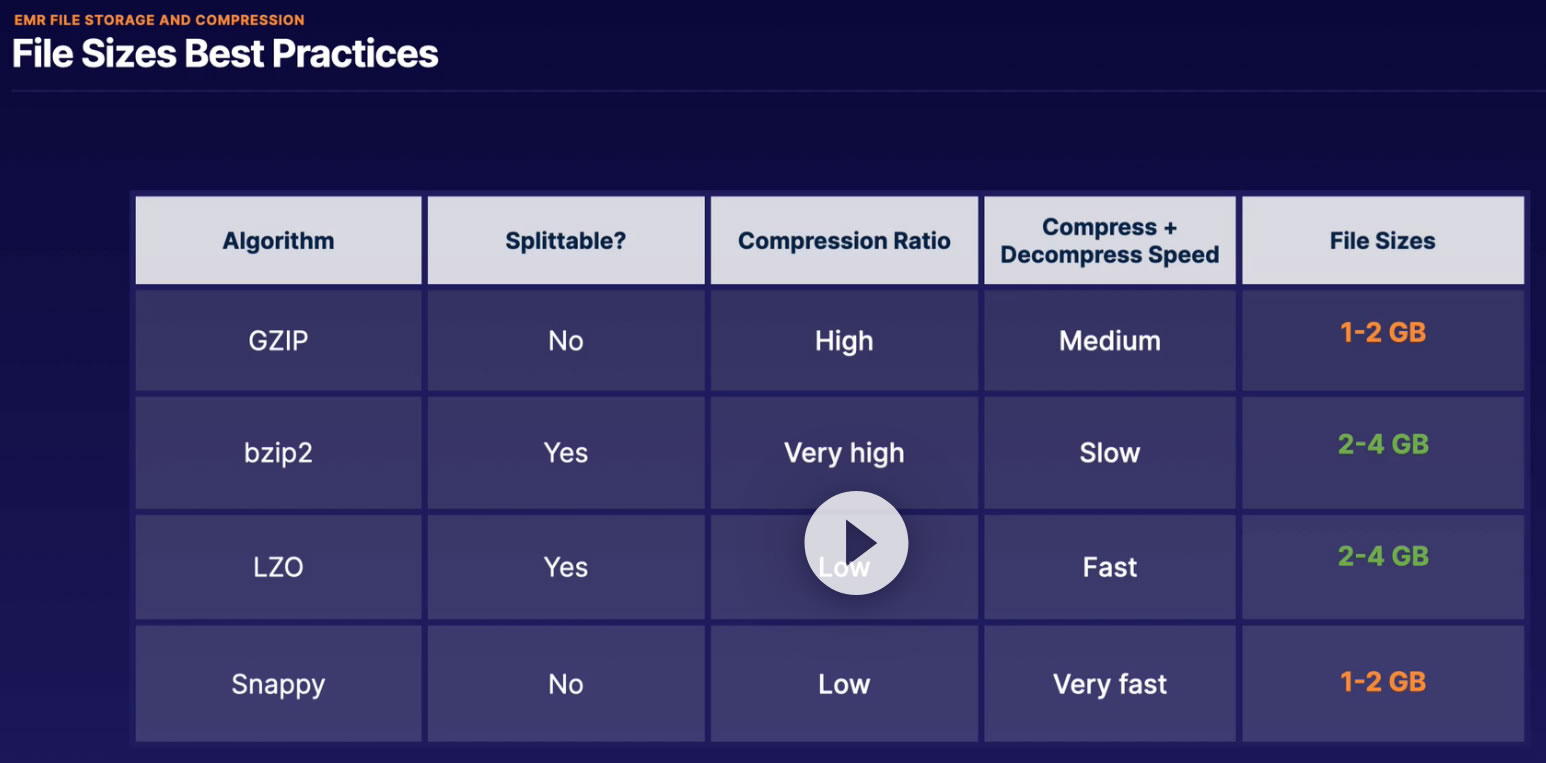 EMR FILE STORAGE AND COMPRESSION
File Sizes Best Practices
Algorithm
Splittable?
Compression Ratio
Compress +
Decompress Speed
File Sizes
GZIP
No
High
Medium
1-2 GB
bzip2
Yes
Very high
Slow
2-4 GB
LZO
Yes
Low
Fast
2-4 GB
Snappy
No
Low
Very fast
1-2 GB